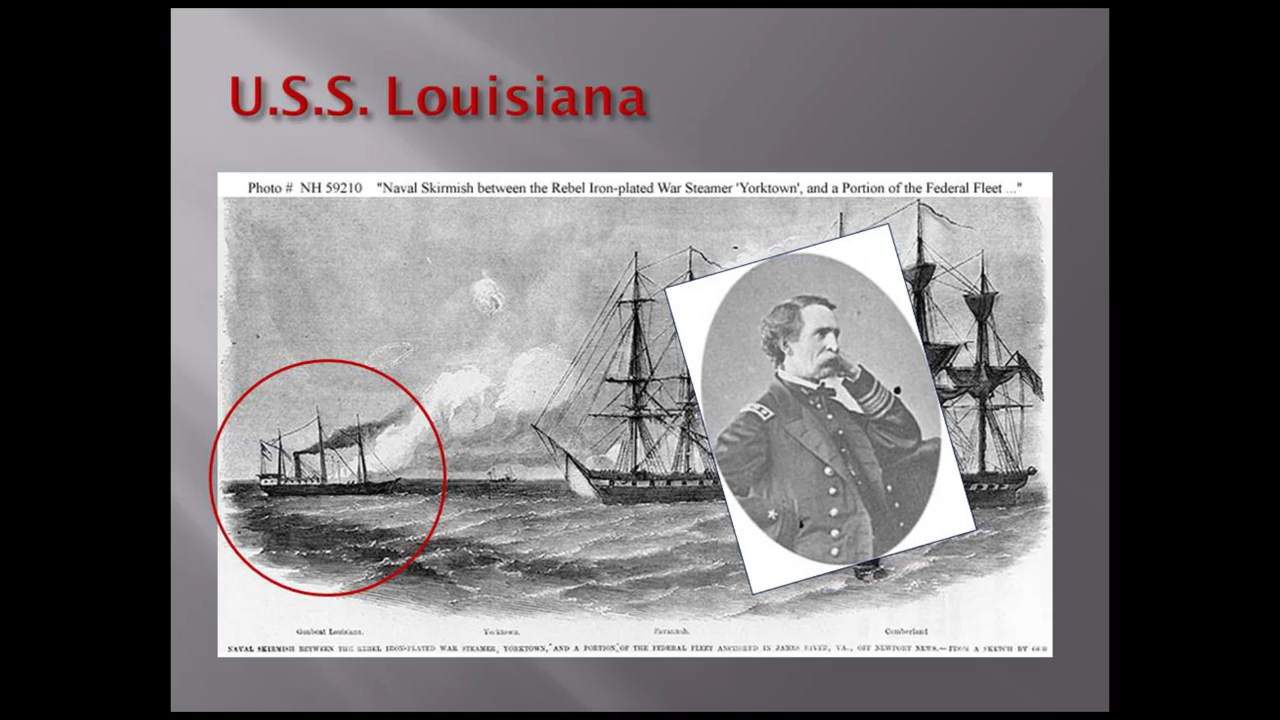 U.S.S. Louisiana
Photo # NH 59210 "Naval Skirmish between the Rebel Iron-plated War Steamer 'Yorktown', and a Portion of the Federal Fleet ..."
Gunboat Louisiana. Yorktown. Savannah. Cumberland
NAVAL SKIRMISH BETWEEN THE REBEL IRON-PLATED WAR STEAMER, YORKTOWN," AND A PORTION OF THE FEDERAL FLEET ANCHORED IN JAMES RIVER, VA., OFF NEWPORT NEWS.—FROM A SKETCH BY